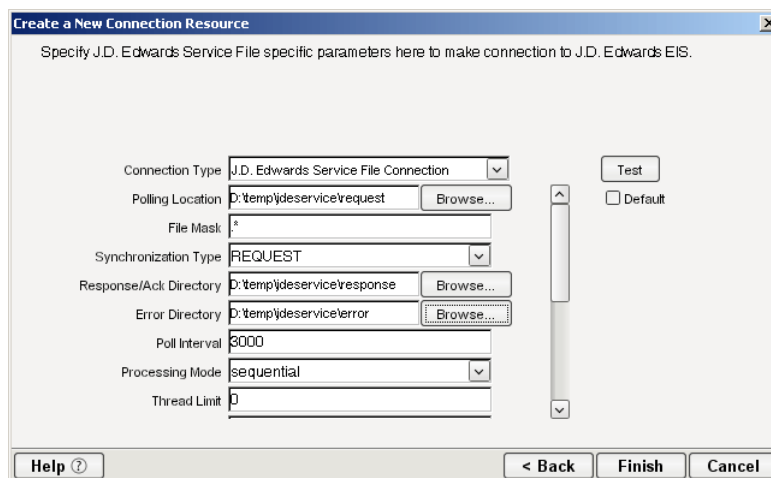 Create a New Connection Resource
Specify J.D. Edwards Service File specific parameters here to make connection to J.D. Edwards EIS.
Connection Type J.D. Edwards Service File Connection Test
Polling Location D:\temp\jdeservice\request Browse... Default
File Mask .*
Synchronization Type REQUEST
Response/Ack Directory D:\temp\jdeservice\response Browse...
Error Directory D:\temp\jdeservice\error Browse...
Poll Interval 3000
Processing Mode sequential
Thread Limit 0
Help ? < Back Finish Cancel